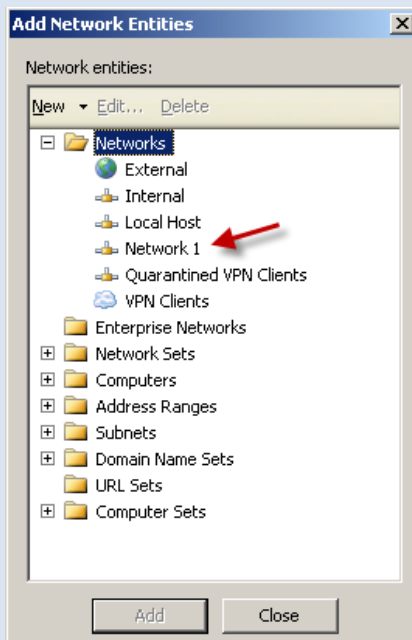 Add Network Entities
Network entities:
New Edit... Delete
Networks
External
Internal
Local Host
Network 1
Quarantined VPN Clients
VPN Clients
Enterprise Networks
Network Sets
Computers
Address Ranges
Subnets
Domain Name Sets
URL Sets
Computer Sets
Add Close